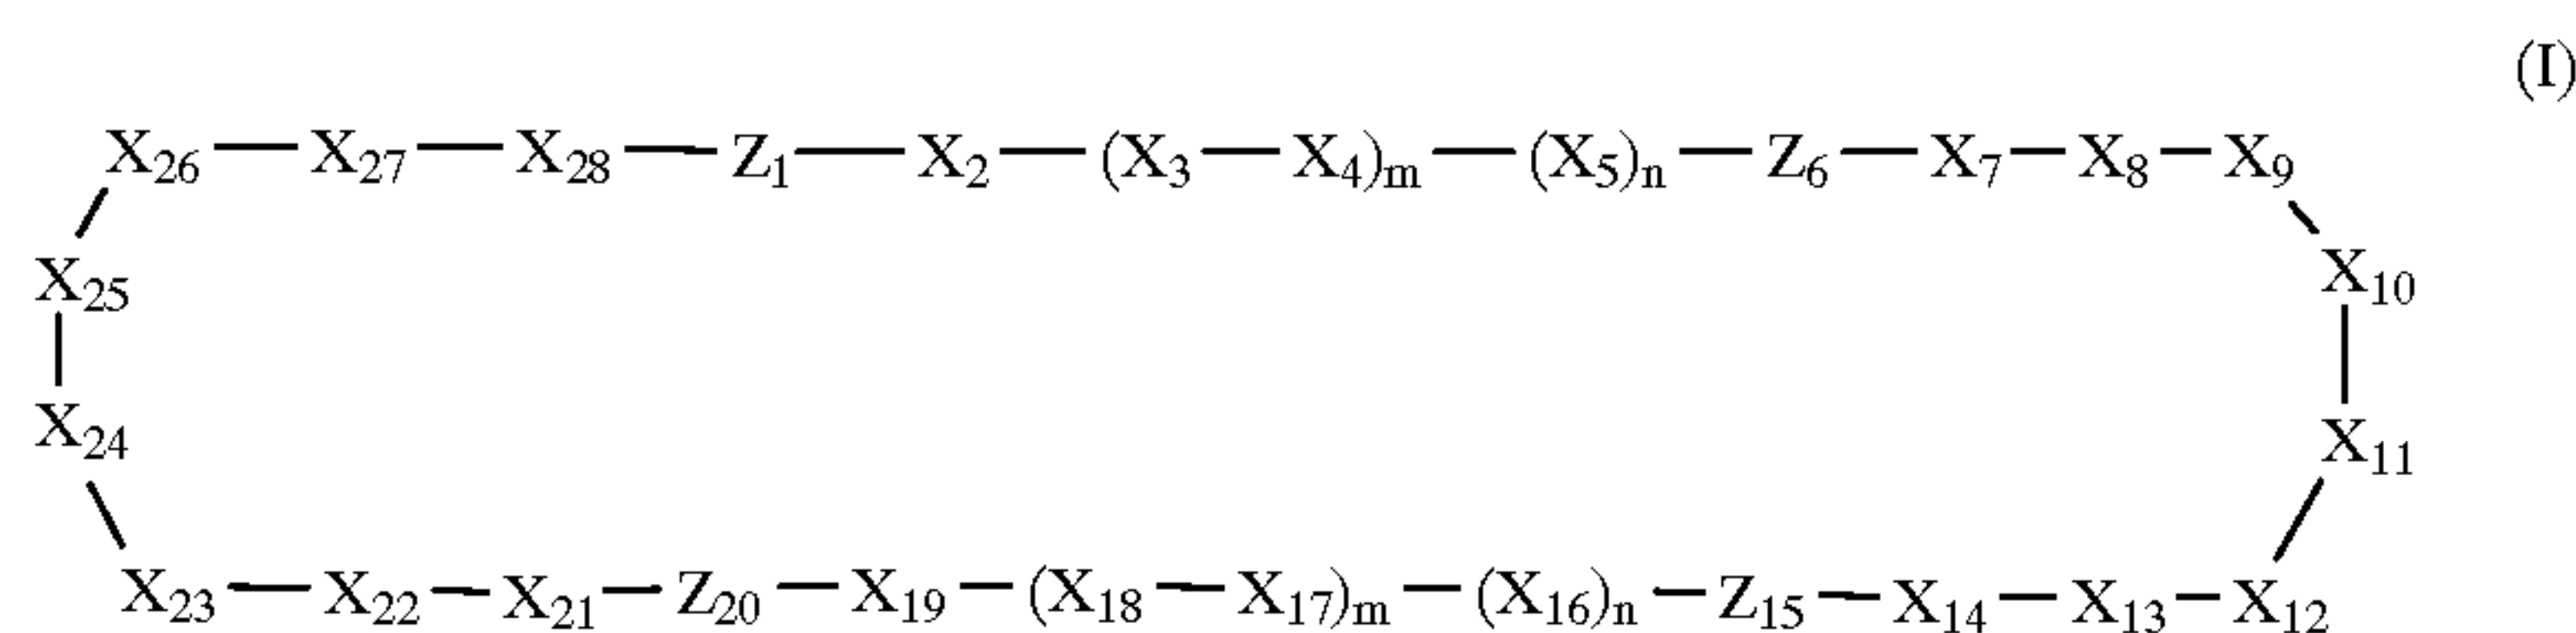 (I)
X₂₆ — X₂₇ — X₂₈ — Z₁ — X₂ — (X₃ — X₄)ₘ — (X₅)ₙ — Z₆ — X₇ — X₈ — X₉
X₂₅ X₁₀
X₂₄ X₁₁
X₂₃ — X₂₂ — X₂₁ — Z₂₀ — X₁₉ — (X₁₈ — X₁₇)ₘ — (X₁₆)ₙ — Z₁₅ — X₁₄ — X₁₃ — X₁₂